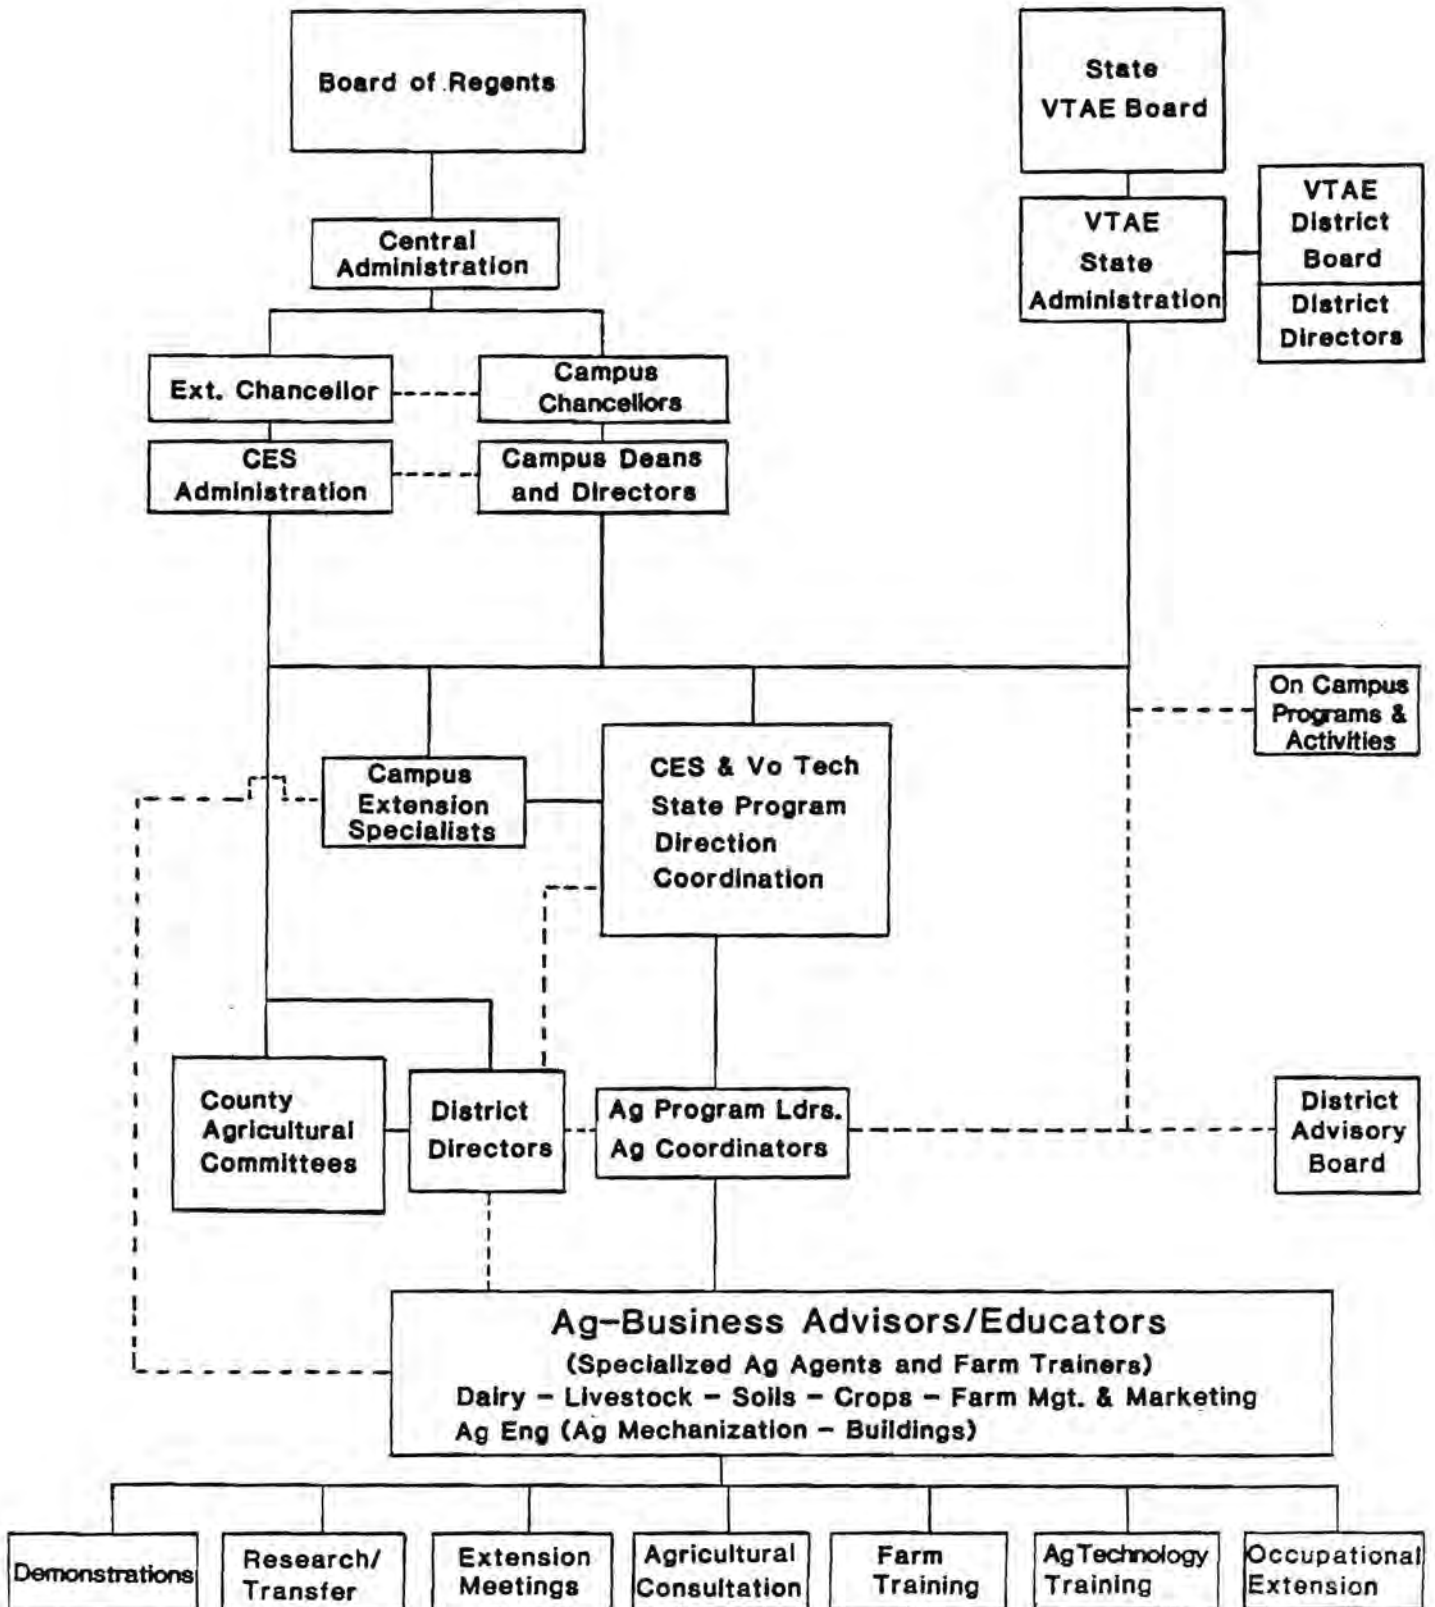 Board of Regents
State
VTAE Board
VTAE
District
Board
District
Directors
VTAE
State
Administration
Central
Administration
Ext. Chancellor
Campus
Chancellors
CES
Administration
Campus Deans
and Directors
On Campus
Programs &
Activities
Campus
Extension
Specialists
CES & Vo Tech
State Program
Direction
Coordination
County
Agricultural
Committees
District
Directors
Ag Program Ldrs.
Ag Coordinators
District
Advisory
Board
Ag-Business Advisors/Educators
(Specialized Ag Agents and Farm Trainers)
Dairy - Livestock - Soils - Crops - Farm Mgt. & Marketing
Ag Eng (Ag Mechanization - Buildings)
Demonstrations
Research/
Transfer
Extension
Meetings
Agricultural
Consultation
Farm
Training
Ag Technology
Training
Occupational
Extension